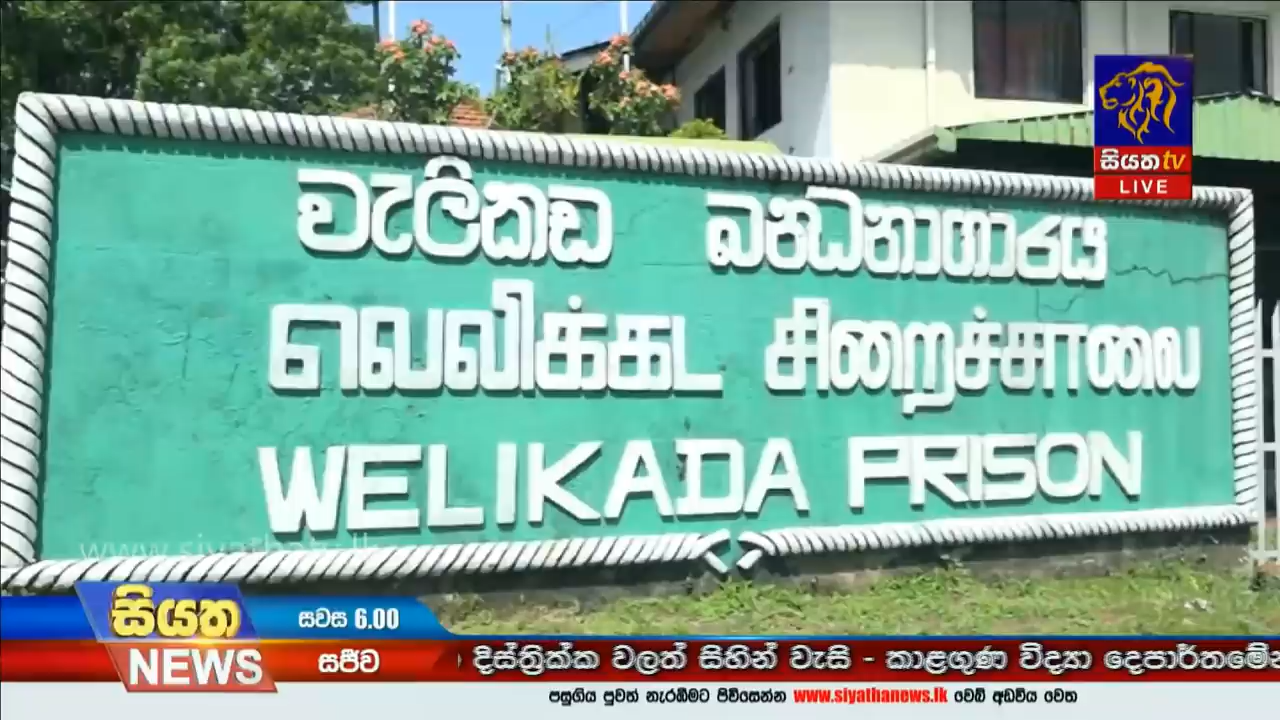 සියත tv
LIVE
වැලිකඩ බන්ධනාගාරය
வெலிக்கட சிறைச்சாலை
WELIKADA PRISON
සියත
NEWS
සවස 6.00
සජීව
දිස්ත්‍රික්ක වලත් සිහින් වැසි - කාළගුණ විද්‍යා දෙපාර්තමේන්
පසුගිය පුවත් නැරඹීමට පිවිසෙන්න www.siyathanews.lk වෙබ් අඩවිය වෙත